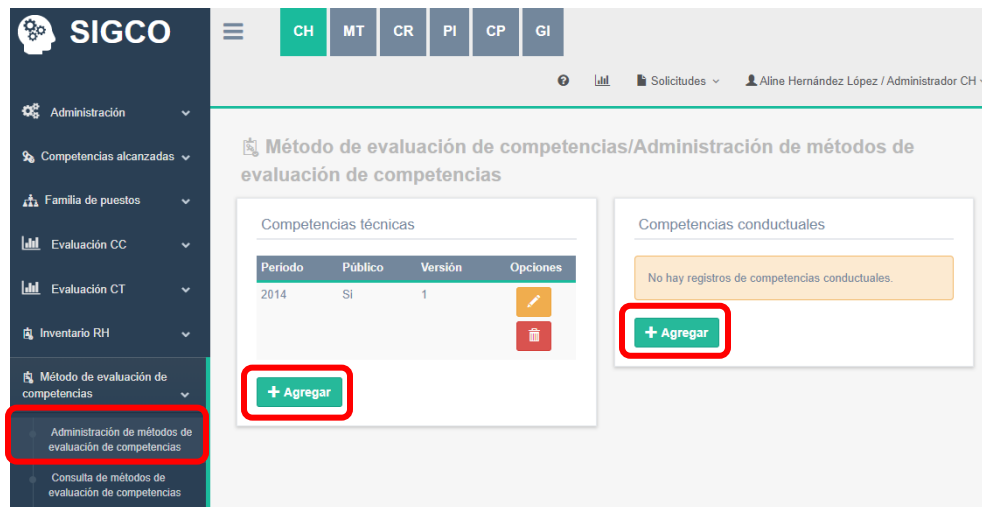 SIGCO
CH MT CR PI CP GI
Solicitudes
Aline Hernández López / Administrador CH
Administración
Competencias alcanzadas
Familia de puestos
Evaluación CC
Evaluación CT
Inventario RH
Método de evaluación de
competencias
Administración de métodos de
evaluación de competencias
Consulta de métodos de
evaluación de competencias
Método de evaluación de competencias/Administración de métodos de
evaluación de competencias
Competencias técnicas
Período Público Versión Opciones
2014 Si 1
+ Agregar
Competencias conductuales
No hay registros de competencias conductuales.
+ Agregar